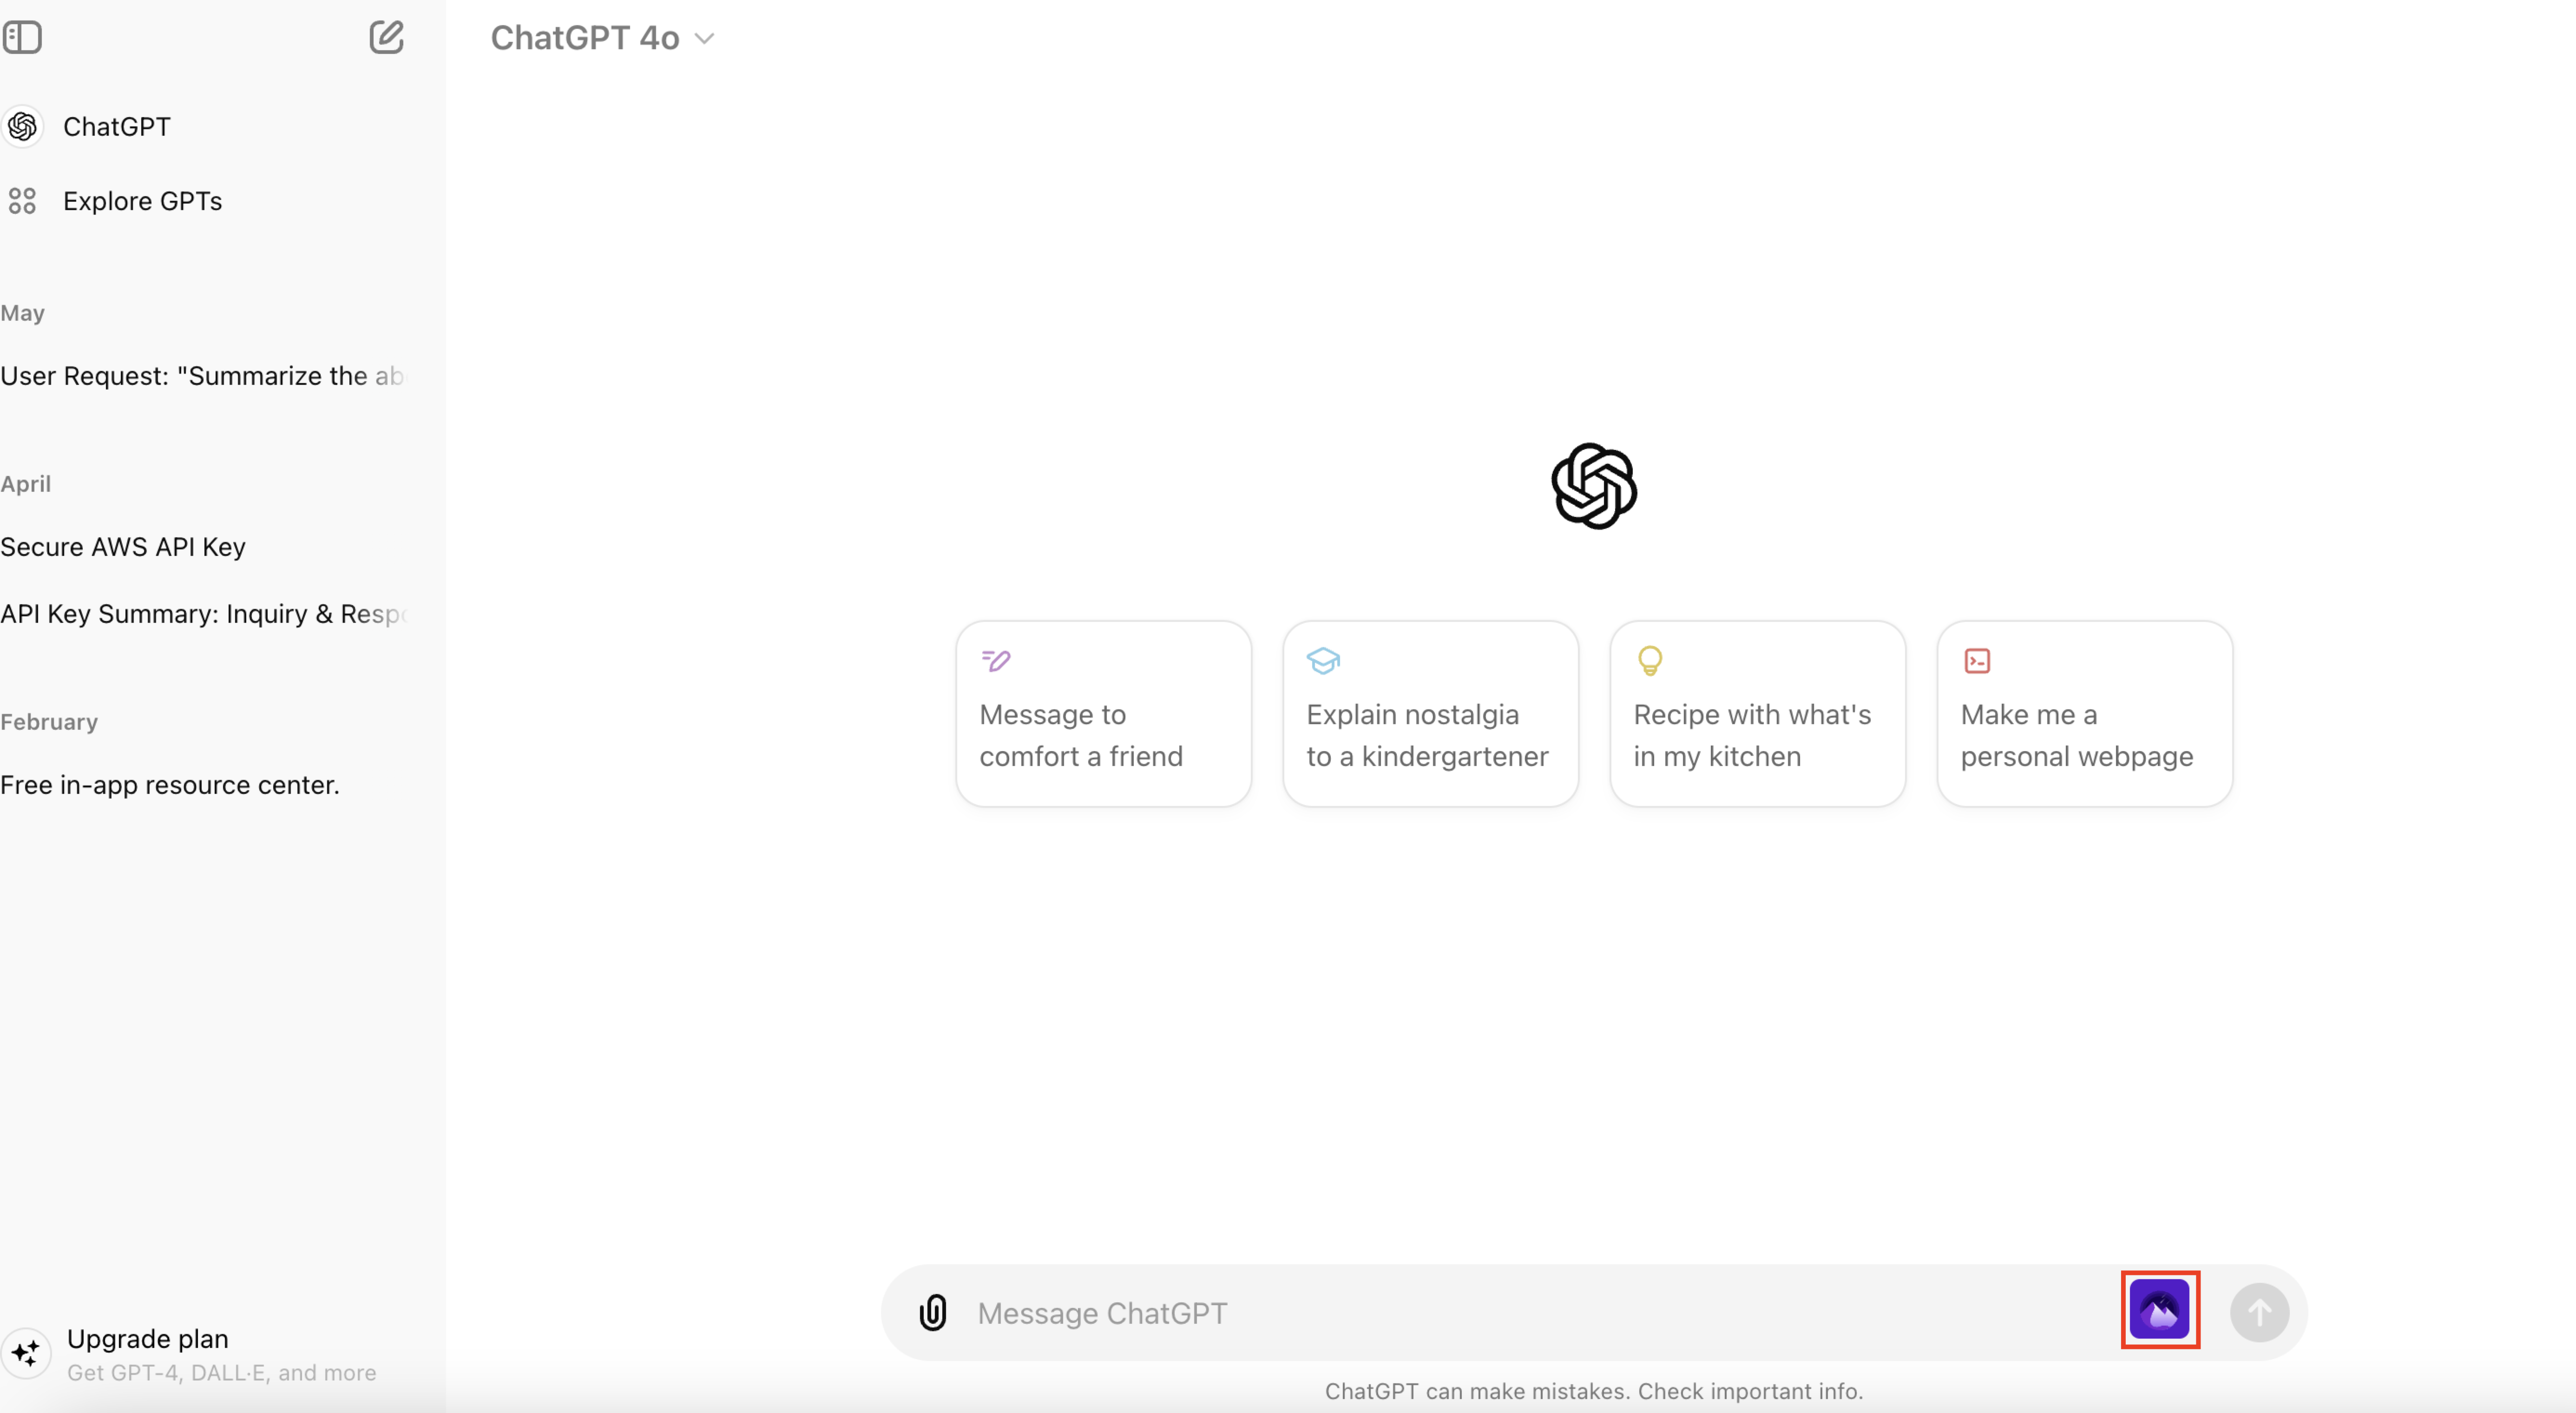 ChatGPT 4o
ChatGPT
Explore GPTs
May
User Request: "Summarize the ab
April
Secure AWS API Key
API Key Summary: Inquiry & Resp
February
Free in-app resource center.
Upgrade plan
Get GPT-4, DALL·E, and more
Message to
comfort a friend
Explain nostalgia
to a kindergartener
Recipe with what's
in my kitchen
Make me a
personal webpage
Message ChatGPT
ChatGPT can make mistakes. Check important info.